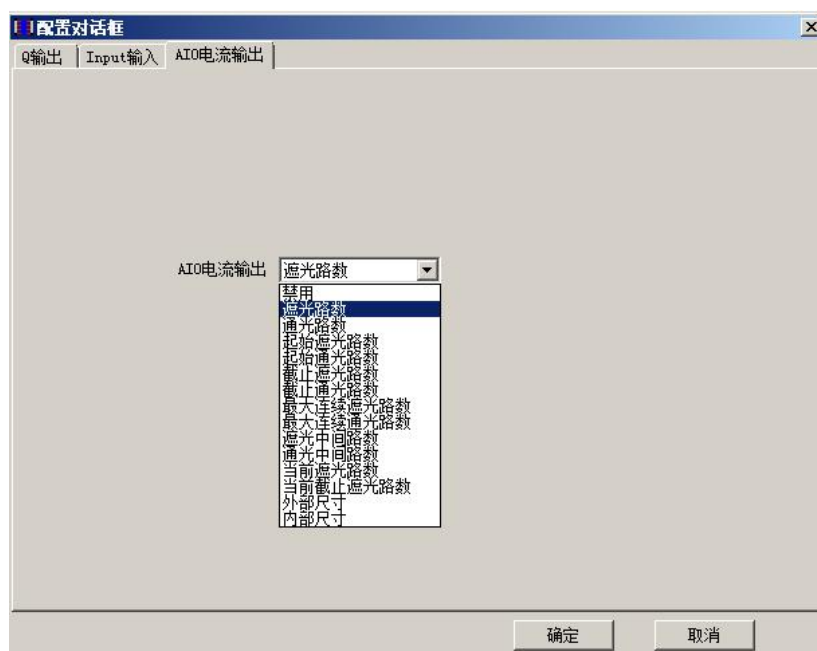 配置对话框
Q输出 Input输入 AIO电流输出
AIO电流输出 遮光路数
禁用
遮光路数
通光路数
起始遮光路数
起始通光路数
截止遮光路数
截止通光路数
最大连续遮光路数
最大连续通光路数
遮光中间路数
通光中间路数
当前遮光路数
当前截止遮光路数
外部尺寸
内部尺寸
确定 取消